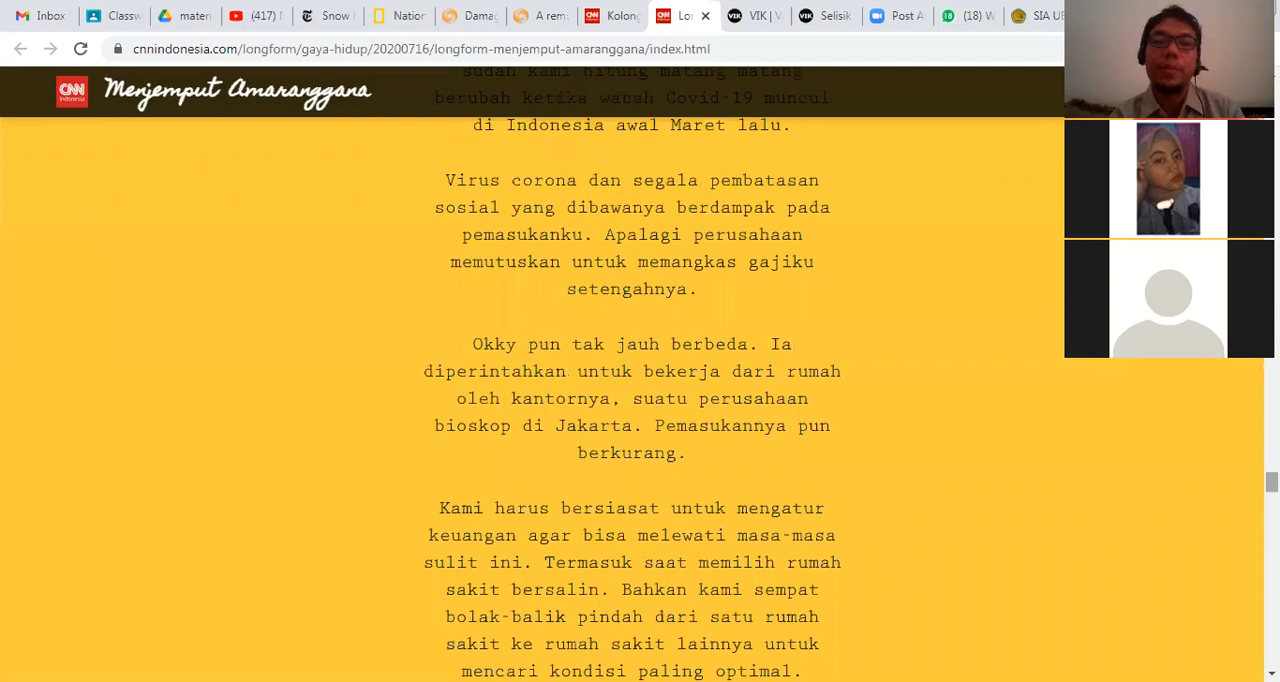 Inbox
Classw
materi
(417)
Snow F
Nation
Damag
A rem
Kolong
Lo
VIK | V
Selisik
Post A
(18) W
SIA UB
cnnindonesia.com/longform/gaya-hidup/20200716/longform-menjemput-amaranggana/index.html
CNN Indonesia
Menjemput Amaranggana
sudah kami hitung matang matang
berubah ketika wabah Covid-19 muncul
di Indonesia awal Maret lalu.
Virus corona dan segala pembatasan
sosial yang dibawanya berdampak pada
pemasukanku. Apalagi perusahaan
memutuskan untuk memangkas gajiku
setengahnya.
Okky pun tak jauh berbeda. Ia
diperintahkan untuk bekerja dari rumah
oleh kantornya, suatu perusahaan
bioskop di Jakarta. Pemasukannya pun
berkurang.
Kami harus bersiasat untuk mengatur
keuangan agar bisa melewati masa-masa
sulit ini. Termasuk saat memilih rumah
sakit bersalin. Bahkan kami sempat
bolak-balik pindah dari satu rumah
sakit ke rumah sakit lainnya untuk
mencari kondisi paling optimal.